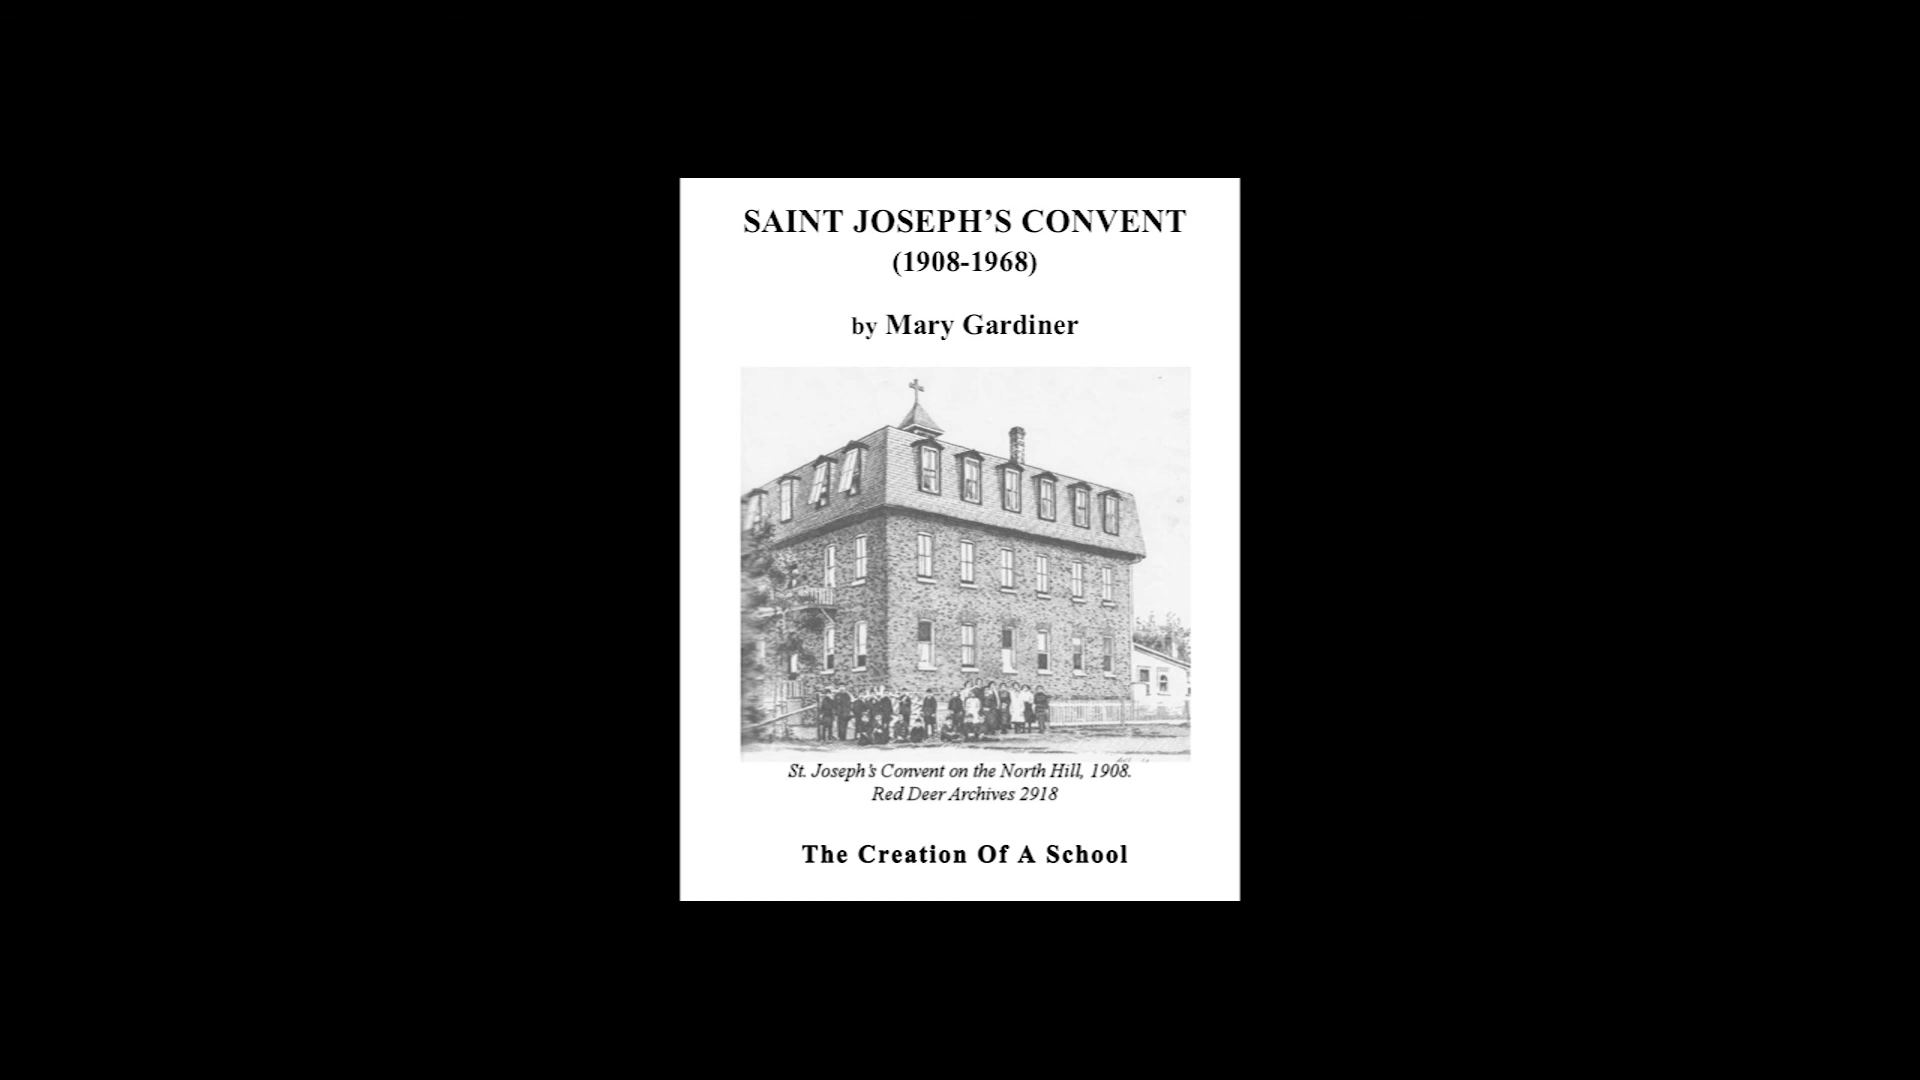 SAINT JOSEPH’S CONVENT
(1908-1968)
by Mary Gardiner
St. Joseph’s Convent on the North Hill, 1908.
Red Deer Archives 2918
The Creation Of A School